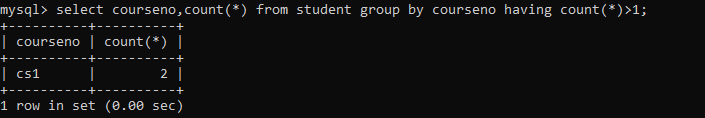 mysql> select courseno,count(*) from student group by courseno having count(*)>1;
+----------+----------+
| courseno | count(*) |
+----------+----------+
| cs1      |        2 |
+----------+----------+
1 row in set (0.00 sec)